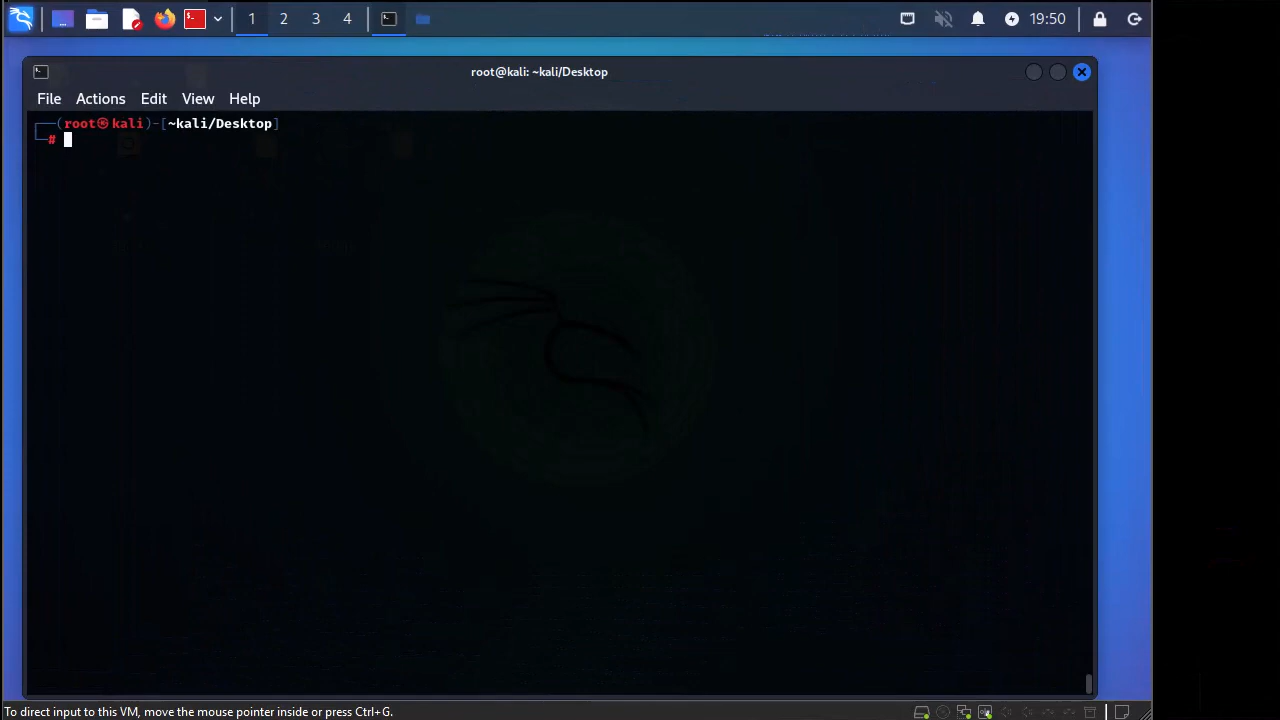 1 2 3 4 19:50
root@kali: ~kali/Desktop
File Actions Edit View Help
┌──(root㉿kali)-[~kali/Desktop]
└─#
To direct input to this VM, move the mouse pointer inside or press Ctrl+G.